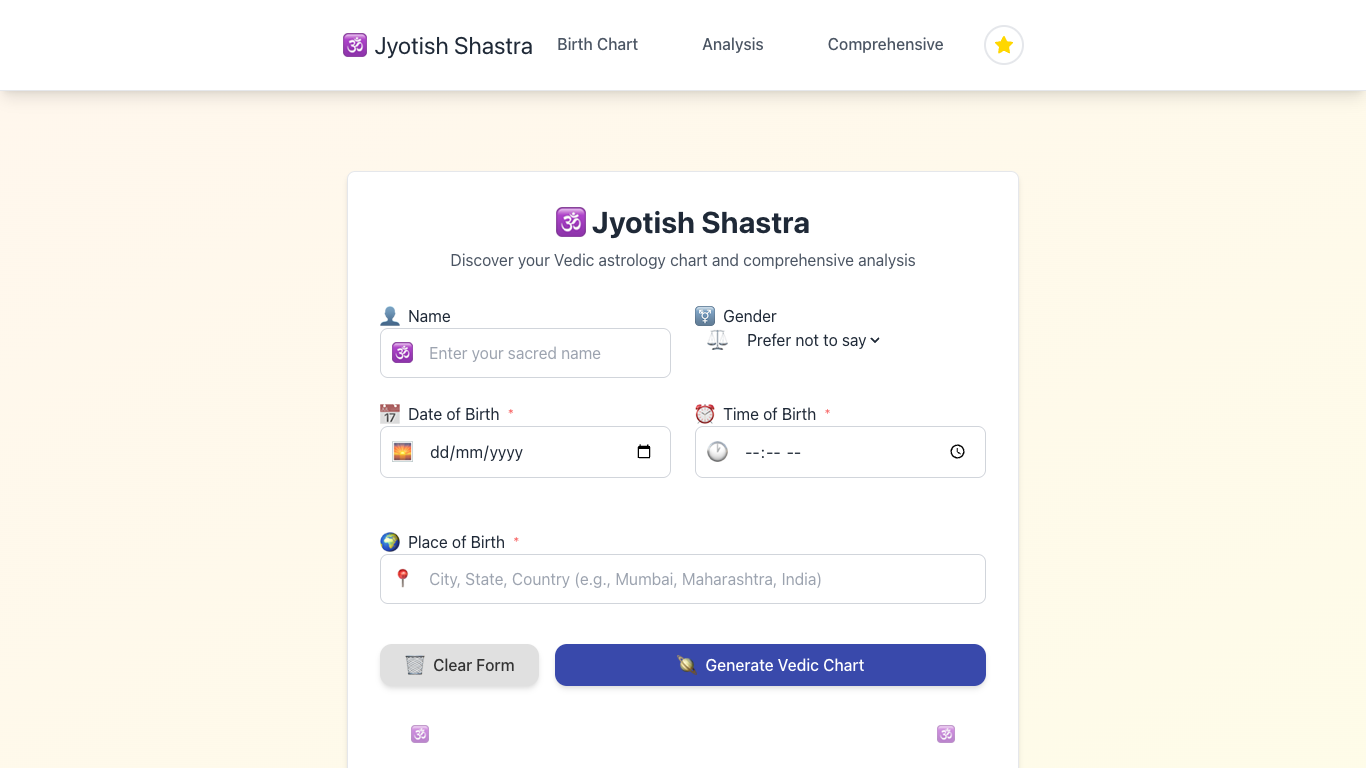 🕉️ Jyotish Shastra
Birth Chart
Analysis
Comprehensive
🕉️ Jyotish Shastra
Discover your Vedic astrology chart and comprehensive analysis
Name
Gender
Enter your sacred name
Prefer not to say
Date of Birth *
Time of Birth *
dd/mm/yyyy
--:-- --
Place of Birth *
City, State, Country (e.g., Mumbai, Maharashtra, India)
Clear Form
Generate Vedic Chart
🕉️
🕉️